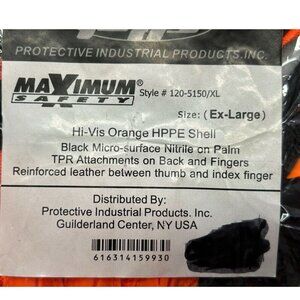 PROTECTIVE INDUSTRIAL PRODUCTS, INC.
MAXIMUM®
SAFETY
Style # 120-5150/XL
Size: (Ex-Large)
Hi-Vis Orange HPPE Shell
Black Micro-surface Nitrile on Palm
TPR Attachments on Back and Fingers
Reinforced leather between thumb and index finger
Distributed By:
Protective Industrial Products. Inc.
Guilderland Center, NY USA
616314159930